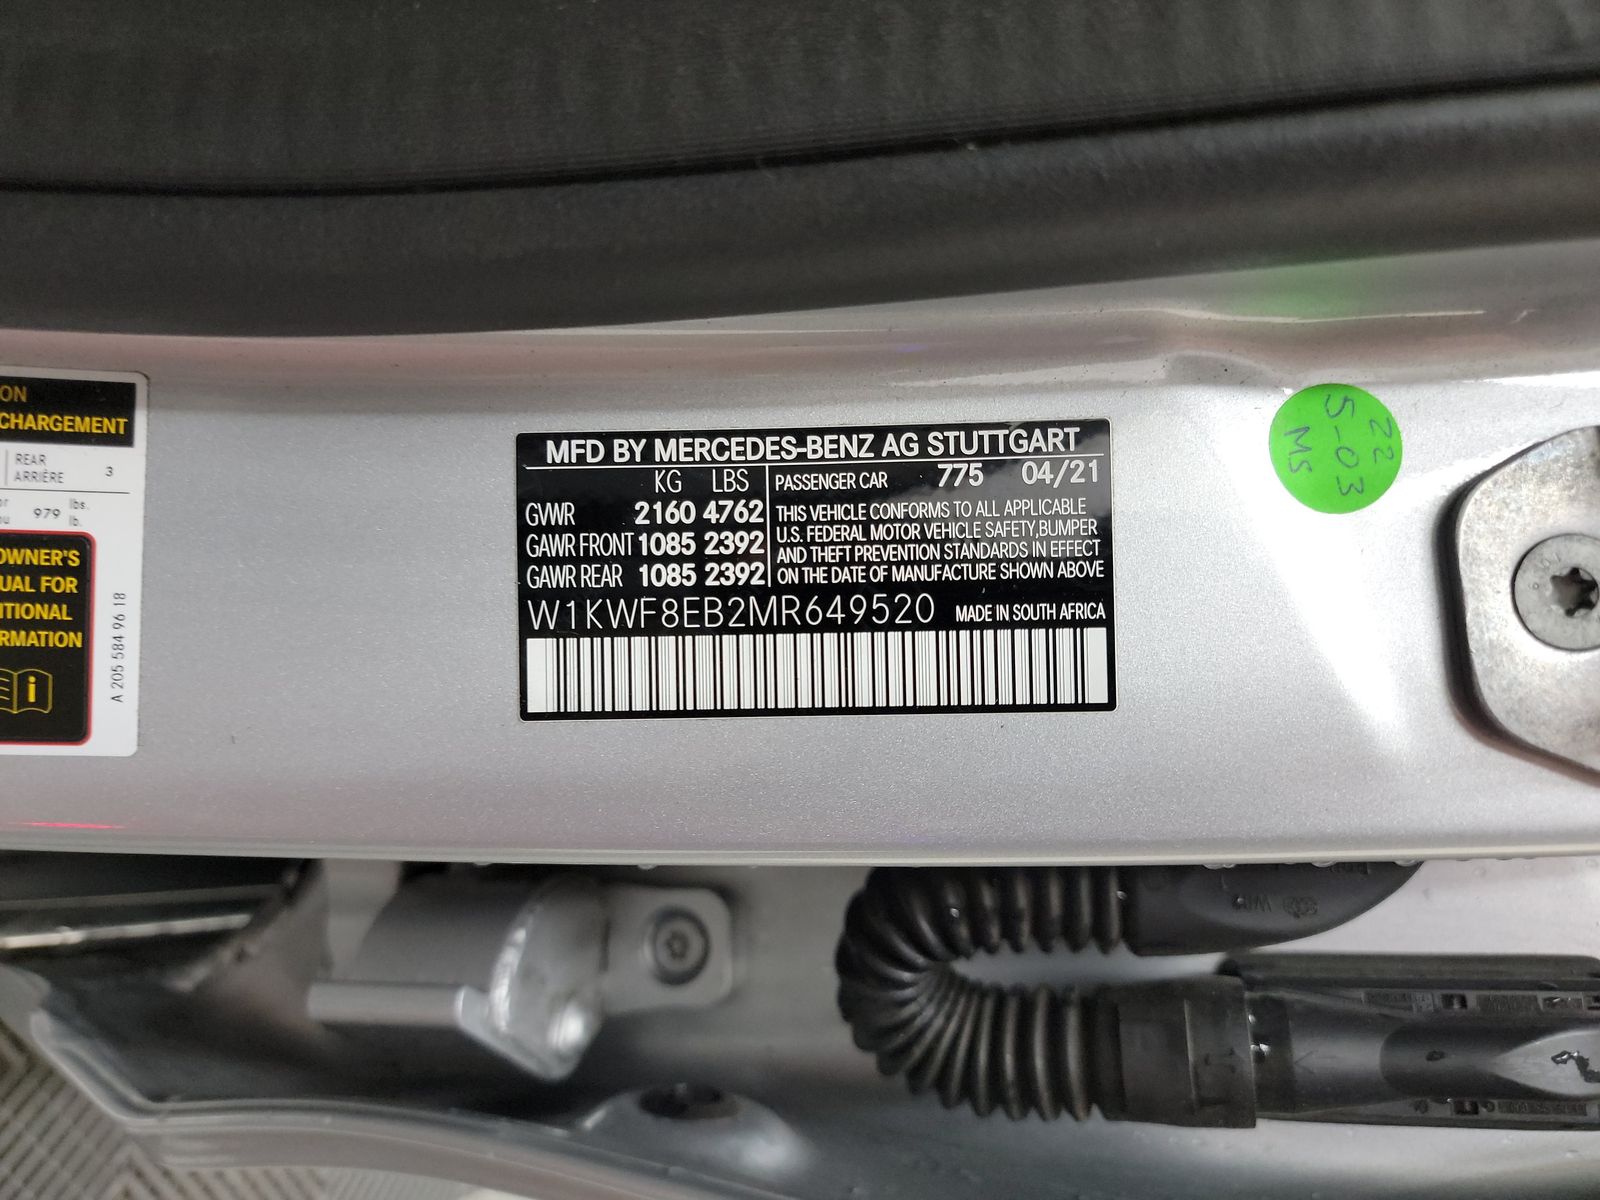 ON
CHARGEMENT
REAR
ARRIÈRE 3
or
ou 979 lbs.
lb.
OWNER'S
UAL FOR
ITIONAL
RMATION
A 205 584 96 18
MFD BY MERCEDES-BENZ AG STUTTGART
KG LBS
GVWR 2160 4762
GAWR FRONT 1085 2392
GAWR REAR 1085 2392
PASSENGER CAR 775 04/21
THIS VEHICLE CONFORMS TO ALL APPLICABLE
U.S. FEDERAL MOTOR VEHICLE SAFETY,BUMPER
AND THEFT PREVENTION STANDARDS IN EFFECT
ON THE DATE OF MANUFACTURE SHOWN ABOVE
W1KWF8EB2MR649520 MADE IN SOUTH AFRICA
22
5-03
MS